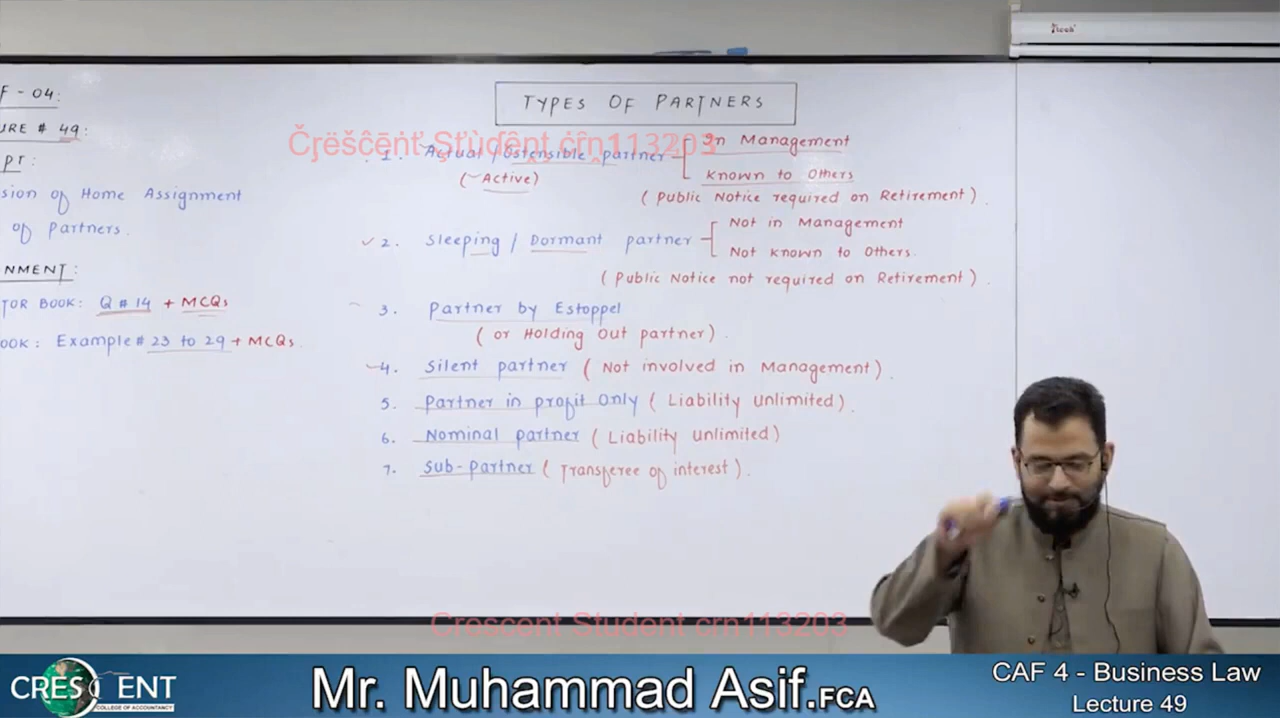 F - 04:
URE # 49:
pt:
sion of Home Assignment
of Partners.
NMENT:
TOR BOOK: Q # 14 + MCQs
OOK: Example # 23 to 29 + MCQs.
TYPES OF PARTNERS
1. Actual / Ostensible partner
(Active)
In Management
Known to Others
(Public Notice required on Retirement).
2. Sleeping / Dormant partner
Not in Management
Not known to Others.
(Public Notice not required on Retirement).
3. Partner by Estoppel
(or Holding Out partner).
4. Silent partner (Not involved in Management).
5. Partner in profit Only (Liability unlimited).
6. Nominal partner (Liability unlimited)
7. Sub-partner (Transferee of interest).
Crescent Student crn113203
CRESCENT
COLLEGE OF ACCOUNTANCY
Mr. Muhammad Asif.FCA
CAF 4 - Business Law
Lecture 49